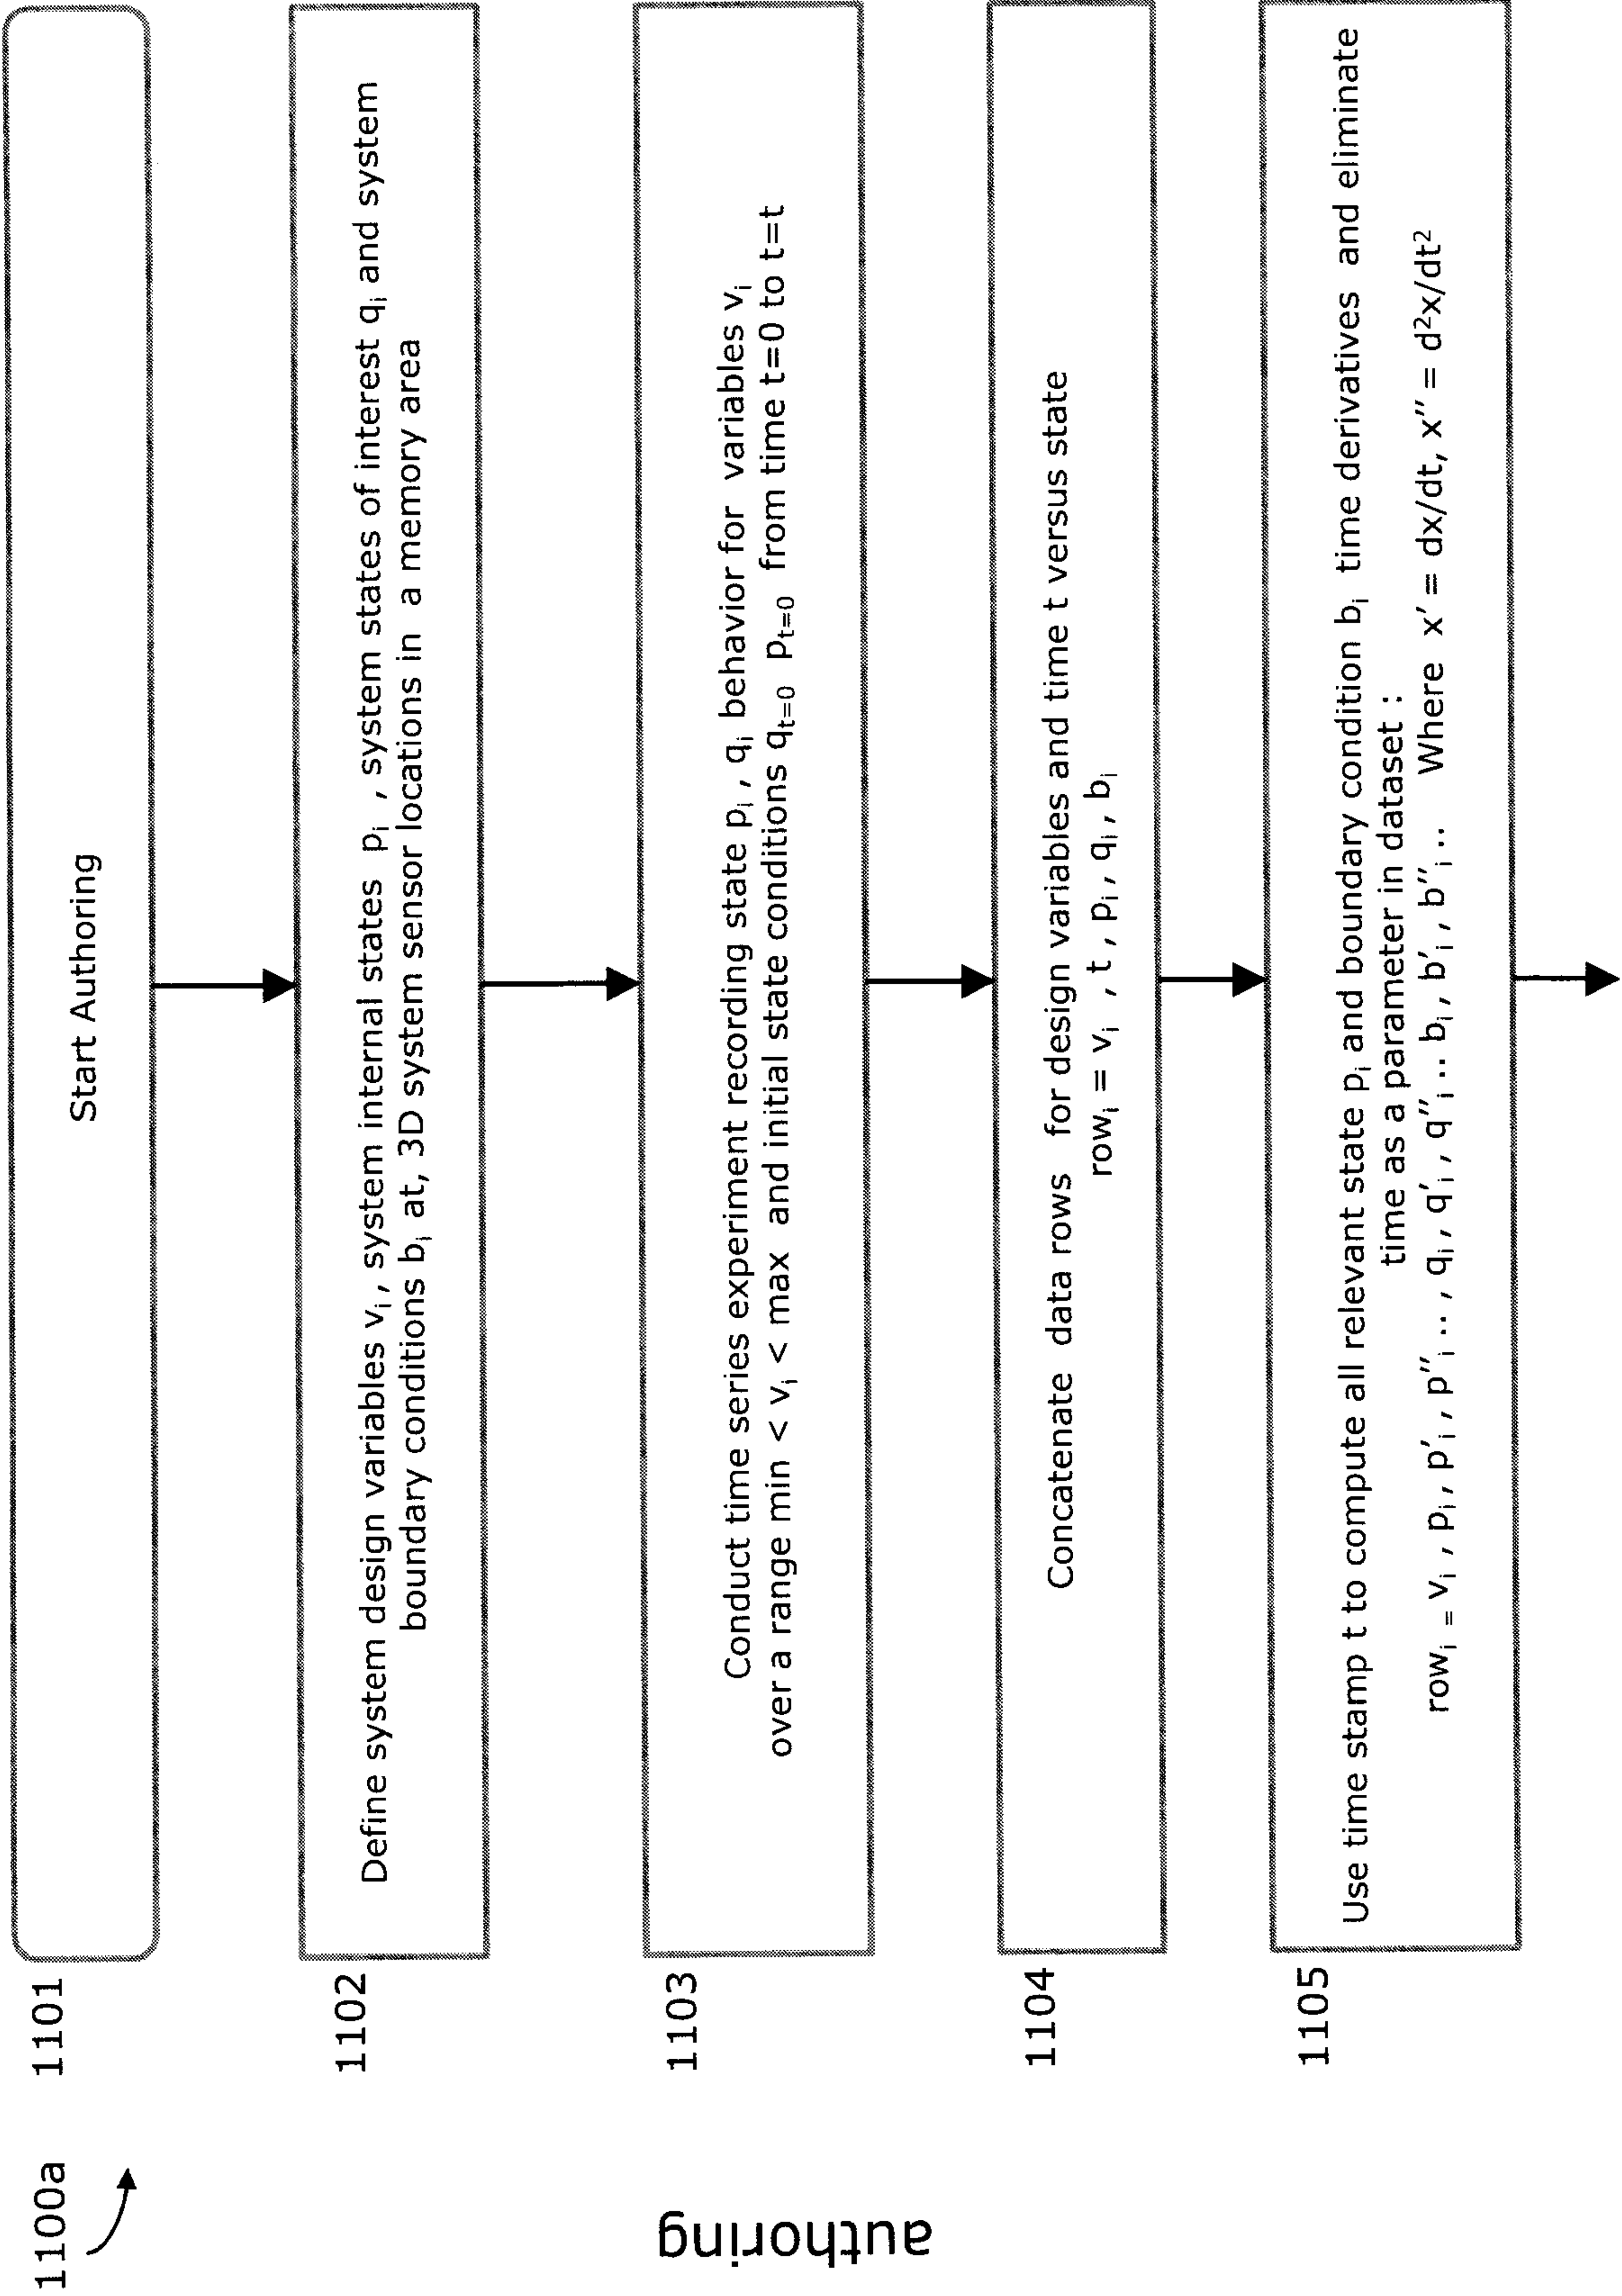 1100a
authoring
1101
Start Authoring
1102
Define system design variables vᵢ, system internal states pᵢ , system states of interest qᵢ and system
boundary conditions bᵢ at, 3D system sensor locations in a memory area
1103
Conduct time series experiment recording state pᵢ , qᵢ behavior for variables vᵢ
over a range min < vᵢ < max and initial state conditions qₜ₌₀ pₜ₌₀ from time t=0 to t=t
1104
Concatenate data rows for design variables and time t versus state
rowᵢ = vᵢ , t , pᵢ , qᵢ , bᵢ
1105
Use time stamp t to compute all relevant state pᵢ and boundary condition bᵢ time derivatives and eliminate
time as a parameter in dataset :
rowᵢ = vᵢ , pᵢ , p′ᵢ , p″ᵢ .. , qᵢ , q′ᵢ , q″ᵢ .. bᵢ , b′ᵢ , b″ᵢ .. Where x′ = dx/dt, x″ = d²x/dt²